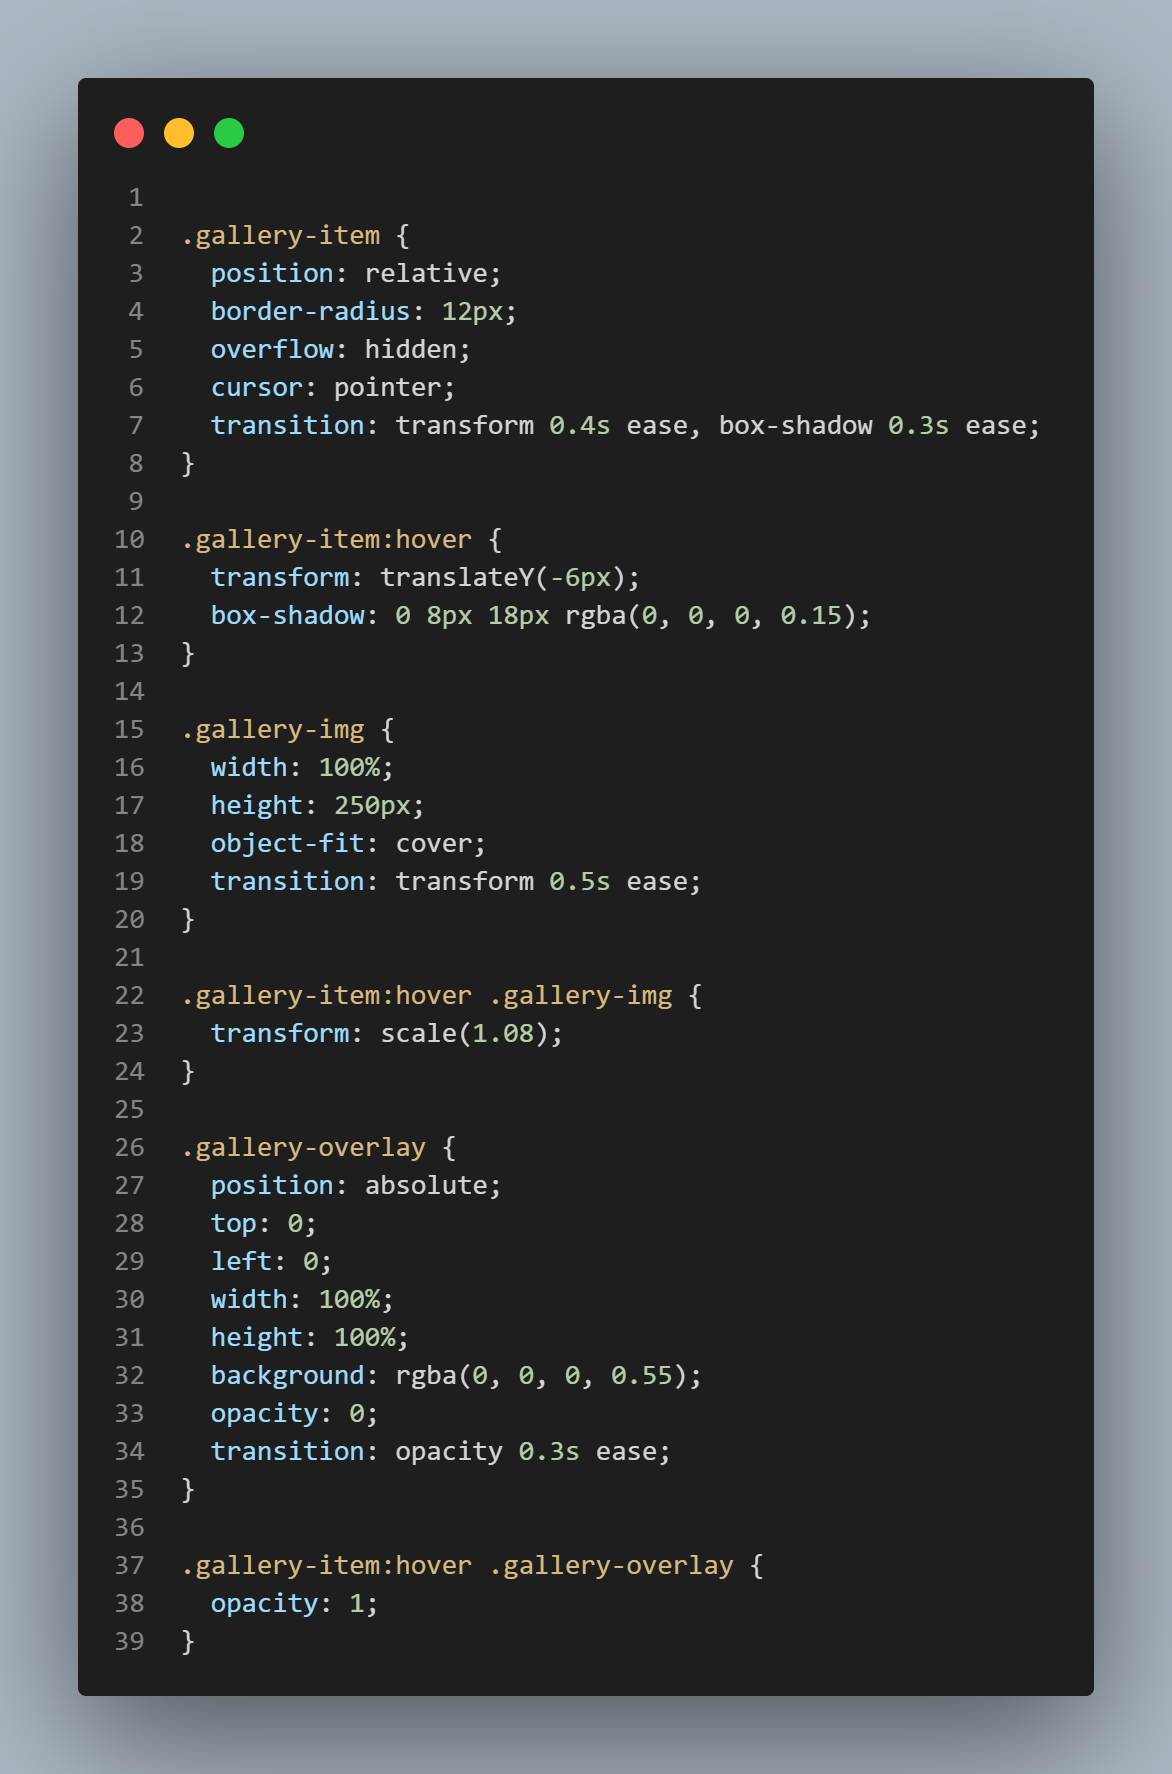 1
2 .gallery-item {
3   position: relative;
4   border-radius: 12px;
5   overflow: hidden;
6   cursor: pointer;
7   transition: transform 0.4s ease, box-shadow 0.3s ease;
8 }
9
10 .gallery-item:hover {
11   transform: translateY(-6px);
12   box-shadow: 0 8px 18px rgba(0, 0, 0, 0.15);
13 }
14
15 .gallery-img {
16   width: 100%;
17   height: 250px;
18   object-fit: cover;
19   transition: transform 0.5s ease;
20 }
21
22 .gallery-item:hover .gallery-img {
23   transform: scale(1.08);
24 }
25
26 .gallery-overlay {
27   position: absolute;
28   top: 0;
29   left: 0;
30   width: 100%;
31   height: 100%;
32   background: rgba(0, 0, 0, 0.55);
33   opacity: 0;
34   transition: opacity 0.3s ease;
35 }
36
37 .gallery-item:hover .gallery-overlay {
38   opacity: 1;
39 }